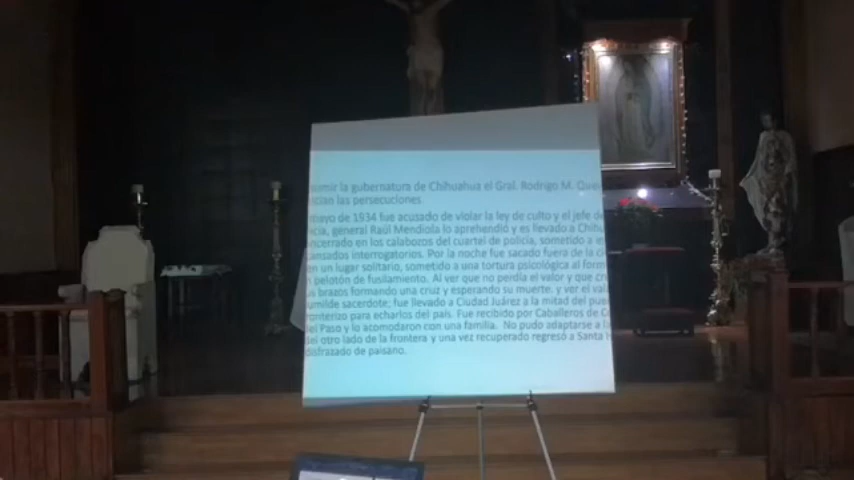 sumir la gubernatura de Chihuahua el Gral. Rodrigo M. Que
ician las persecuciones.
mayo de 1934 fue acusado de violar la ley de culto y el jefe de
icía, general Raúl Mendiola lo aprehendió y es llevado a Chihu
ncerrado en los calabozos del cuartel de policía, sometido a
cansados interrogatorios. Por la noche fue sacado fuera de la
en un lugar solitario, sometido a una tortura psicológica al form
pelotón de fusilamiento. Al ver que no perdía el valor y que
brazos formando una cruz y esperando su muerte. y ver el val
umilde sacerdote; fue llevado a Ciudad Juárez a la mitad del pue
onterizo para echarlos del país. Fue recibido por Caballeros de
el Paso y lo acomodaron con una familia. No pudo adaptarse a
del otro lado de la frontera y una vez recuperado regresó a Santa
disfrazado de paisano.